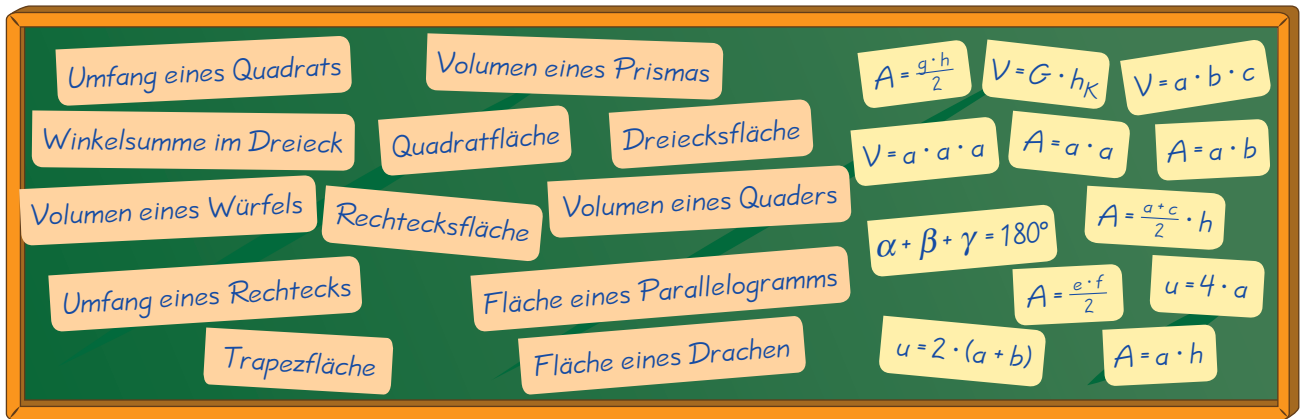 Umfang eines Quadrats
Volumen eines Prismas
Winkelsumme im Dreieck
Quadratfläche
Dreiecksfläche
Volumen eines Würfels
Rechtecksfläche
Volumen eines Quaders
Umfang eines Rechtecks
Fläche eines Parallelogramms
Trapezfläche
Fläche eines Drachen
A = g · h / 2
V = G · h_K
V = a · b · c
V = a · a · a
A = a · a
A = a · b
α + β + γ = 180°
A = a + c / 2 · h
A = e · f / 2
u = 4 · a
u = 2 · (a + b)
A = a · h